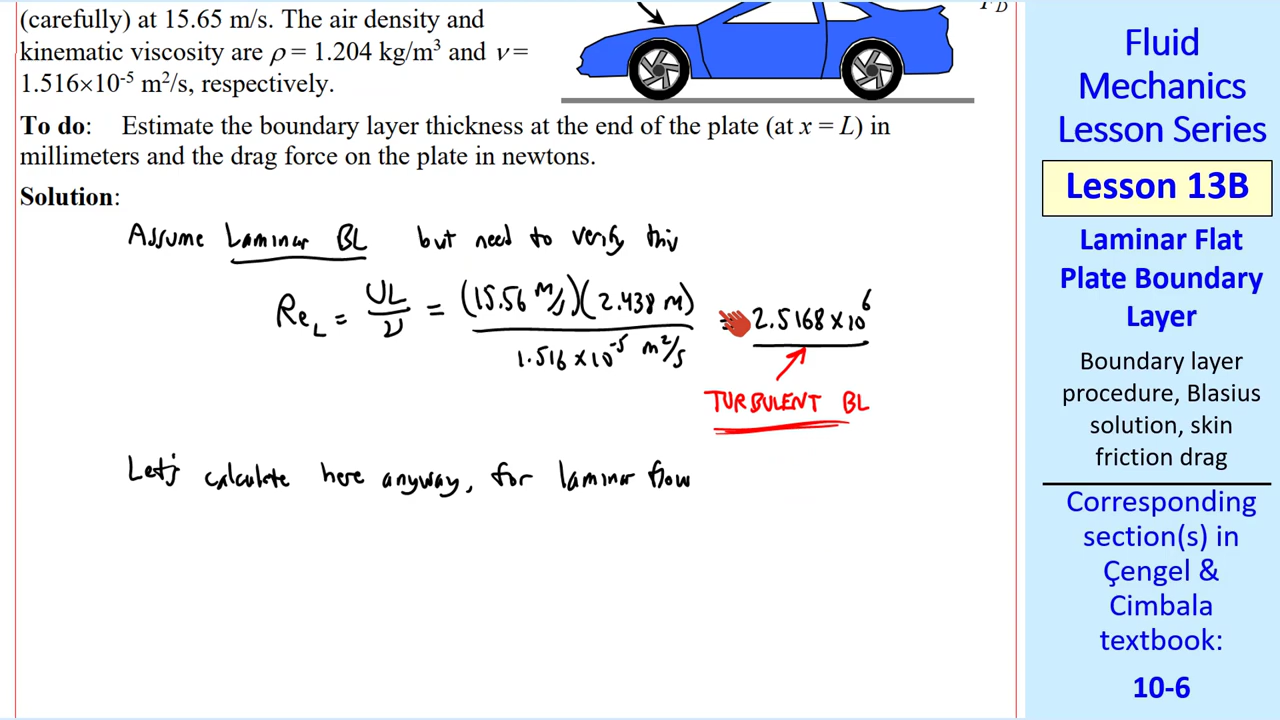 (carefully) at 15.65 m/s. The air density and
kinematic viscosity are ρ = 1.204 kg/m³ and ν =
1.516×10⁻⁵ m²/s, respectively.
F_D
To do: Estimate the boundary layer thickness at the end of the plate (at x = L) in
millimeters and the drag force on the plate in newtons.
Solution:
Assume Laminar BL but need to verify this
Re_L = UL/ν = (15.56 m/s)(2.438 m) / 1.516 × 10⁻⁵ m²/s = 2.5168 × 10⁶
TURBULENT BL
Let's calculate here anyway, for laminar flow
Fluid
Mechanics
Lesson Series
Lesson 13B
Laminar Flat
Plate Boundary
Layer
Boundary layer
procedure, Blasius
solution, skin
friction drag
Corresponding
section(s) in
Çengel &
Cimbala
textbook:
10-6